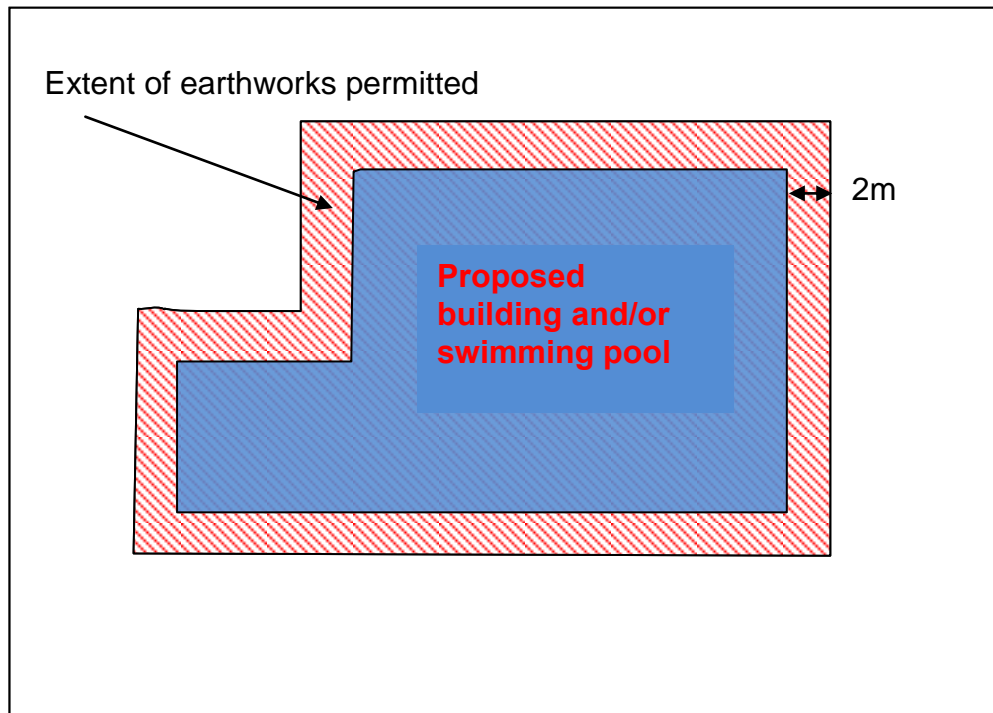 Extent of earthworks permitted
2m
Proposed
building and/or
swimming pool